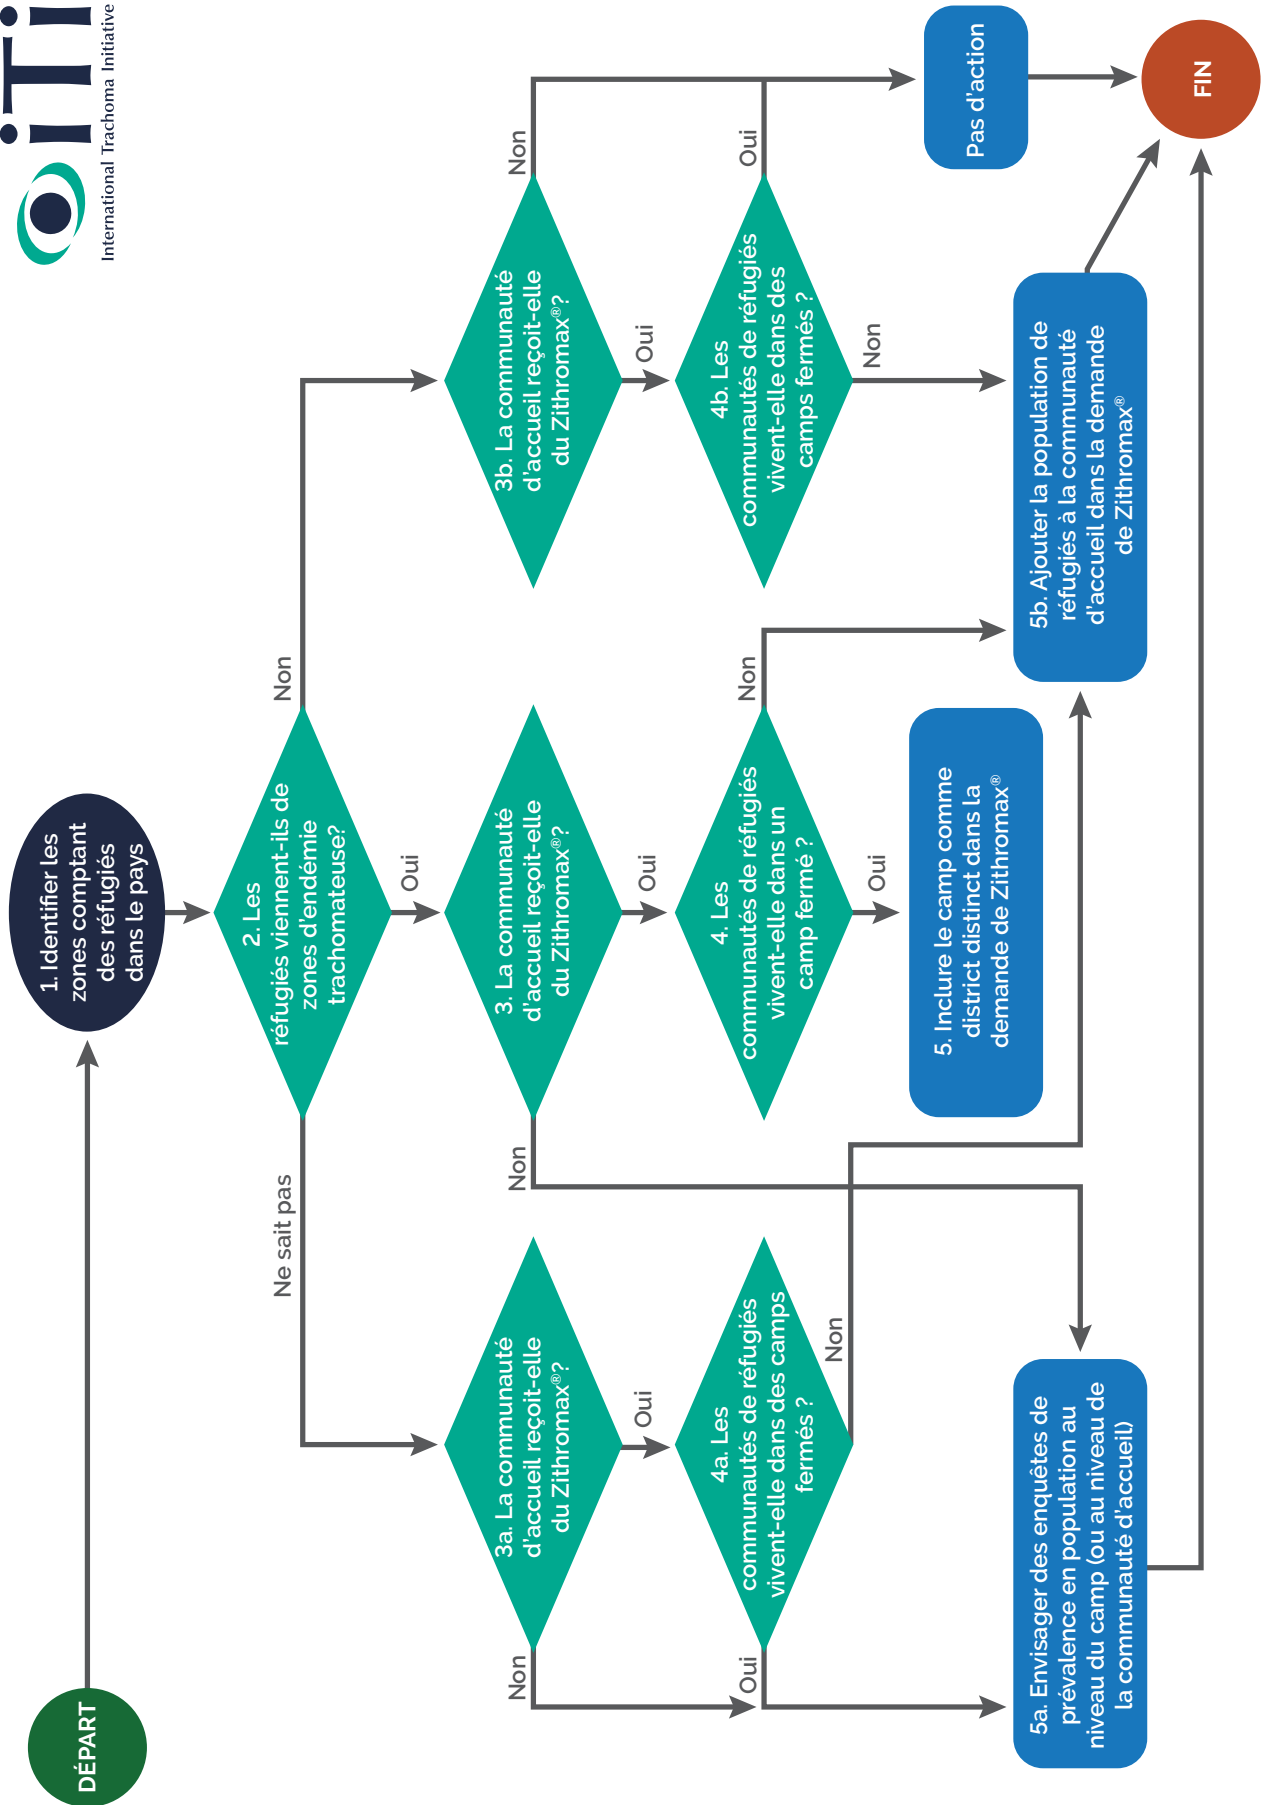 DÉPART
1. Identifier les
zones comptant
des réfugiés
dans le pays
iTi
International Trachoma Initiative
Ne sait pas
2. Les
réfugiés viennent-ils de
zones d'endémie
trachomateuse?
Non
Oui
Non
3a. La communauté
d'accueil reçoit-elle
du Zithromax®?
Oui
Non
3. La communauté
d'accueil reçoit-elle
du Zithromax®?
Oui
3b. La communauté
d'accueil reçoit-elle
du Zithromax®?
Non
Oui
Oui
4a. Les
communautés de réfugiés
vivent-elle dans des camps
fermés ?
Non
4. Les
communautés de réfugiés
vivent-elle dans un
camp fermé ?
Non
Oui
4b. Les
communautés de réfugiés
vivent-elle dans des
camps fermés ?
Oui
Non
5. Inclure le camp comme
district distinct dans la
demande de Zithromax®
Pas d'action
5a. Envisager des enquêtes de
prévalence en population au
niveau du camp (ou au niveau de
la communauté d'accueil)
5b. Ajouter la population de
réfugiés à la communauté
d'accueil dans la demande
de Zithromax®
FIN